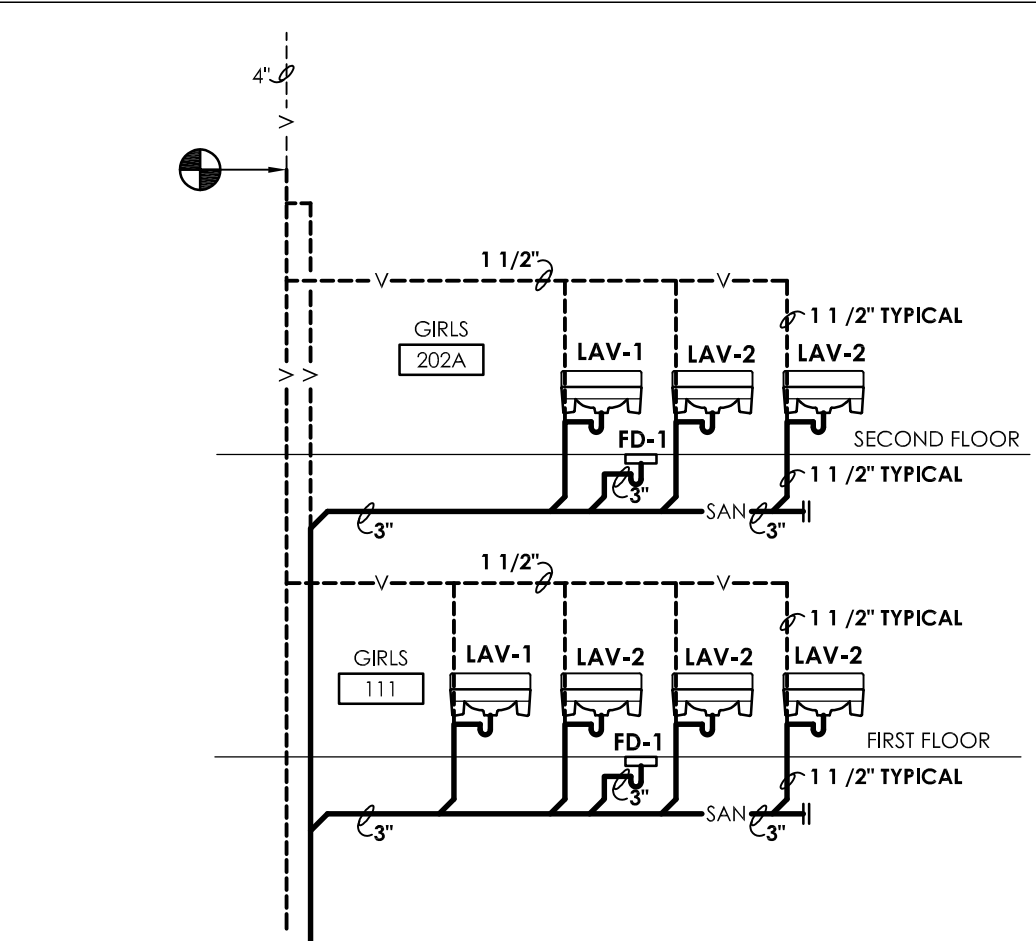 4"
V
1 1/2"
V V
GIRLS
202A
1 1 /2" TYPICAL
LAV-1 LAV-2 LAV-2
V V
FD-1
SECOND FLOOR
3"
1 1 /2" TYPICAL
3" SAN 3"
1 1/2"
V V
GIRLS
111
1 1 /2" TYPICAL
LAV-1 LAV-2 LAV-2 LAV-2
FD-1
FIRST FLOOR
3"
1 1 /2" TYPICAL
3" SAN 3"